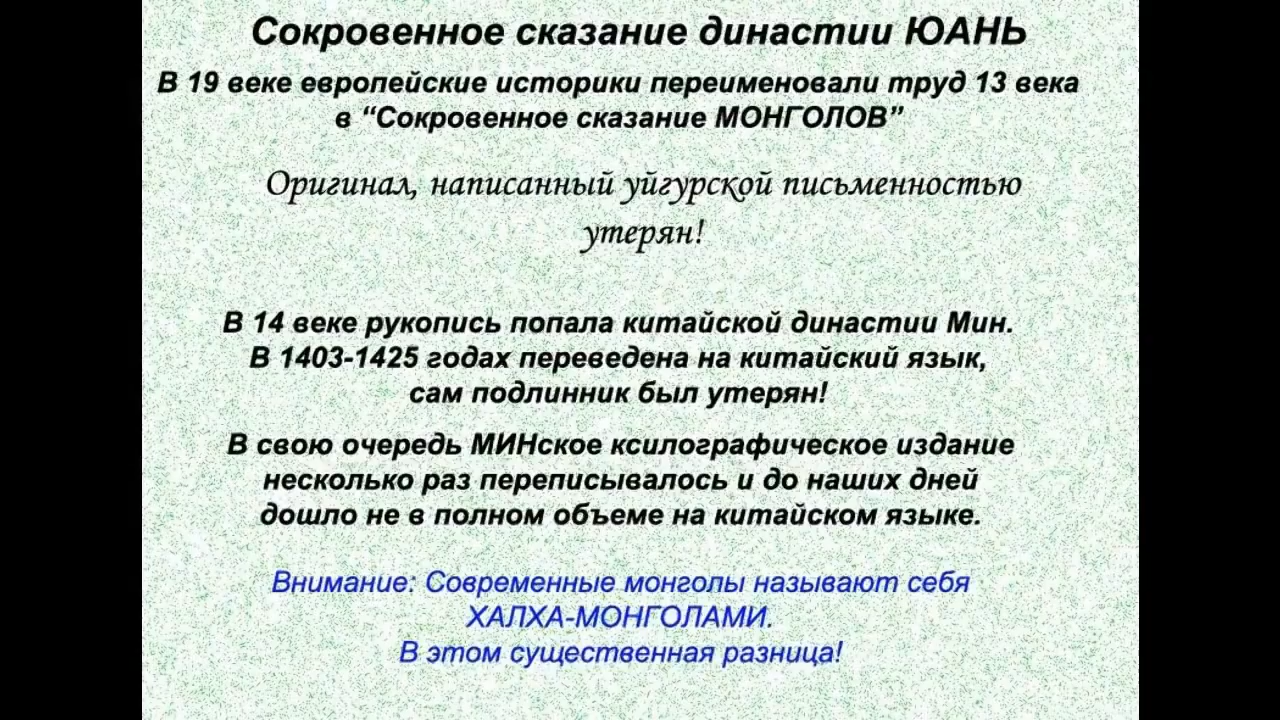 Сокровенное сказание династии ЮАНЬ
В 19 веке европейские историки переименовали труд 13 века
в “Сокровенное сказание МОНГОЛОВ”
Оригинал, написанный уйгурской письменностью
утерян!
В 14 веке рукопись попала китайской династии Мин.
В 1403-1425 годах переведена на китайский язык,
сам подлинник был утерян!
В свою очередь МИНское ксилографическое издание
несколько раз переписывалось и до наших дней
дошло не в полном объеме на китайском языке.
Внимание: Современные монголы называют себя
ХАЛХА-МОНГОЛАМИ.
В этом существенная разница!